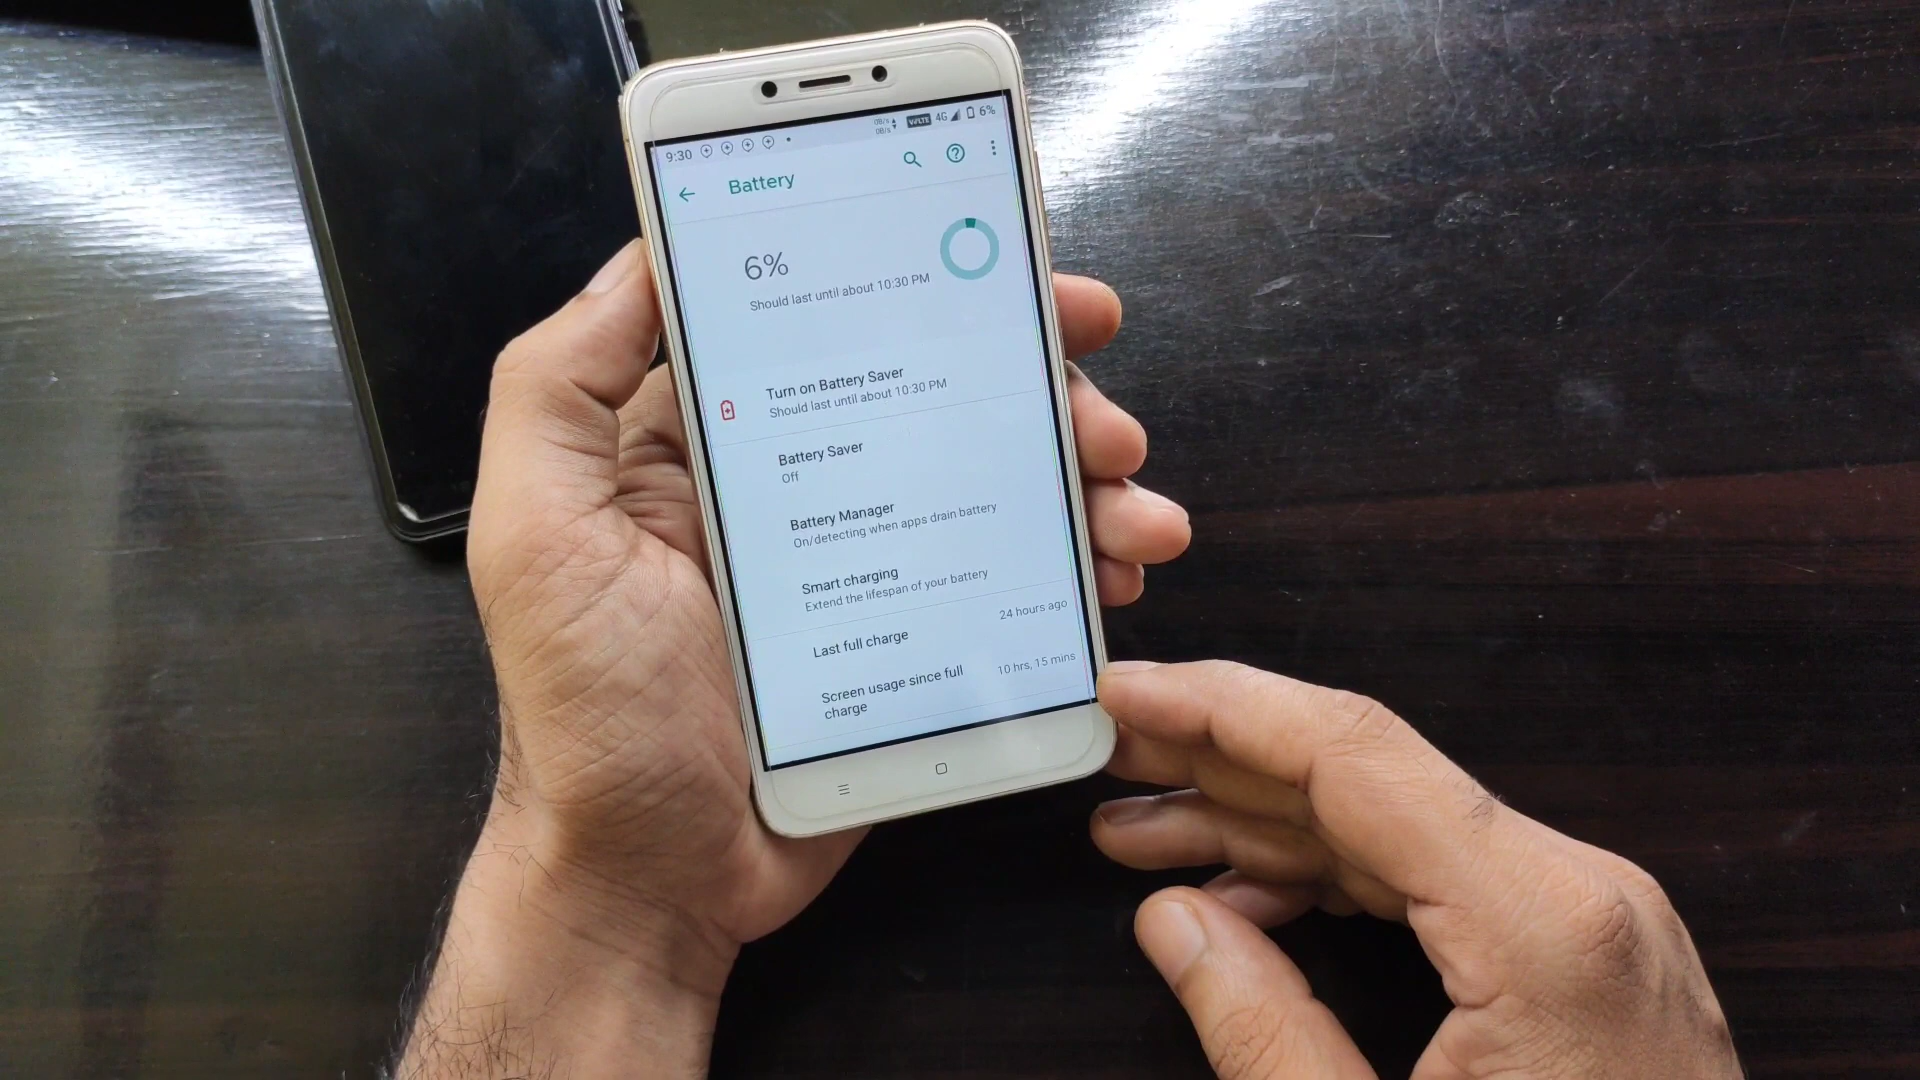 9:30
0B/s
0B/s
VoLTE 4G 6%
Battery
6%
Should last until about 10:30 PM
Turn on Battery Saver
Should last until about 10:30 PM
Battery Saver
Off
Battery Manager
On/detecting when apps drain battery
Smart charging
Extend the lifespan of your battery
Last full charge 24 hours ago
Screen usage since full
charge
10 hrs, 15 mins